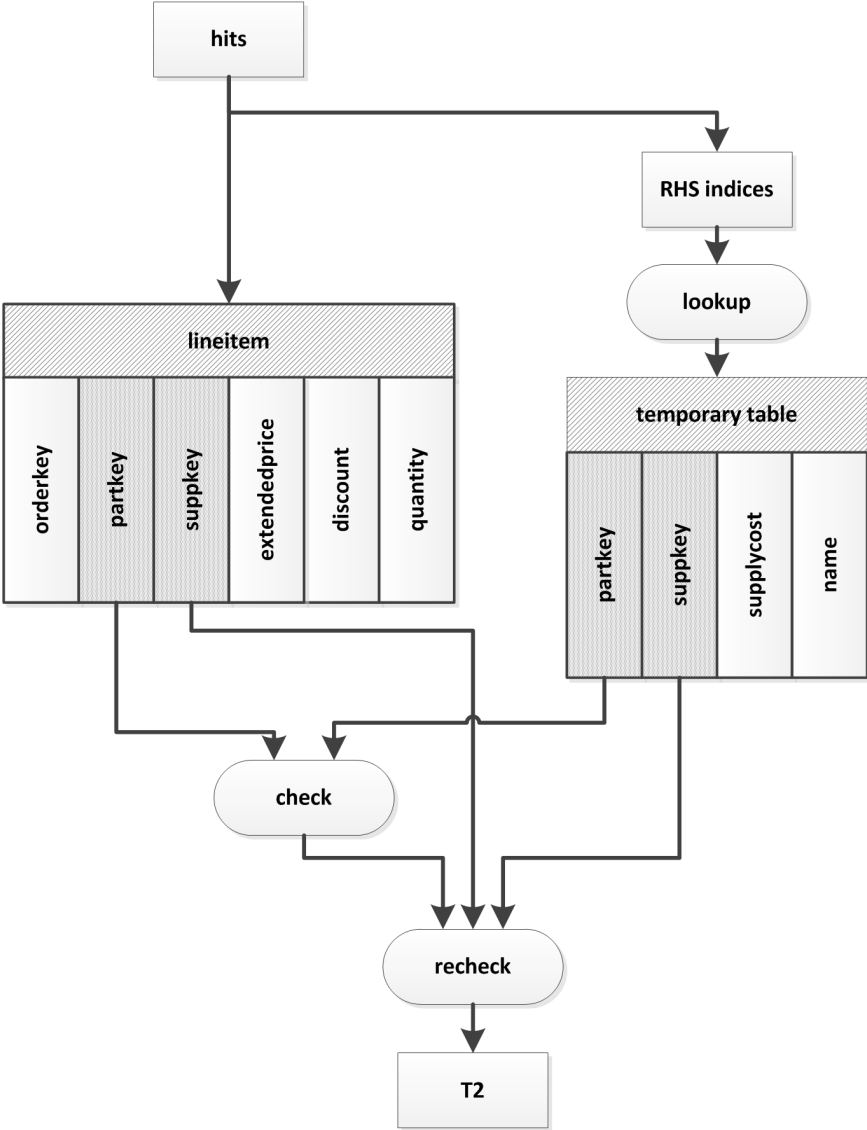 hits
RHS indices
lookup
lineitem
orderkey
partkey
suppkey
extendedprice
discount
quantity
temporary table
partkey
suppkey
supplycost
name
check
recheck
T2